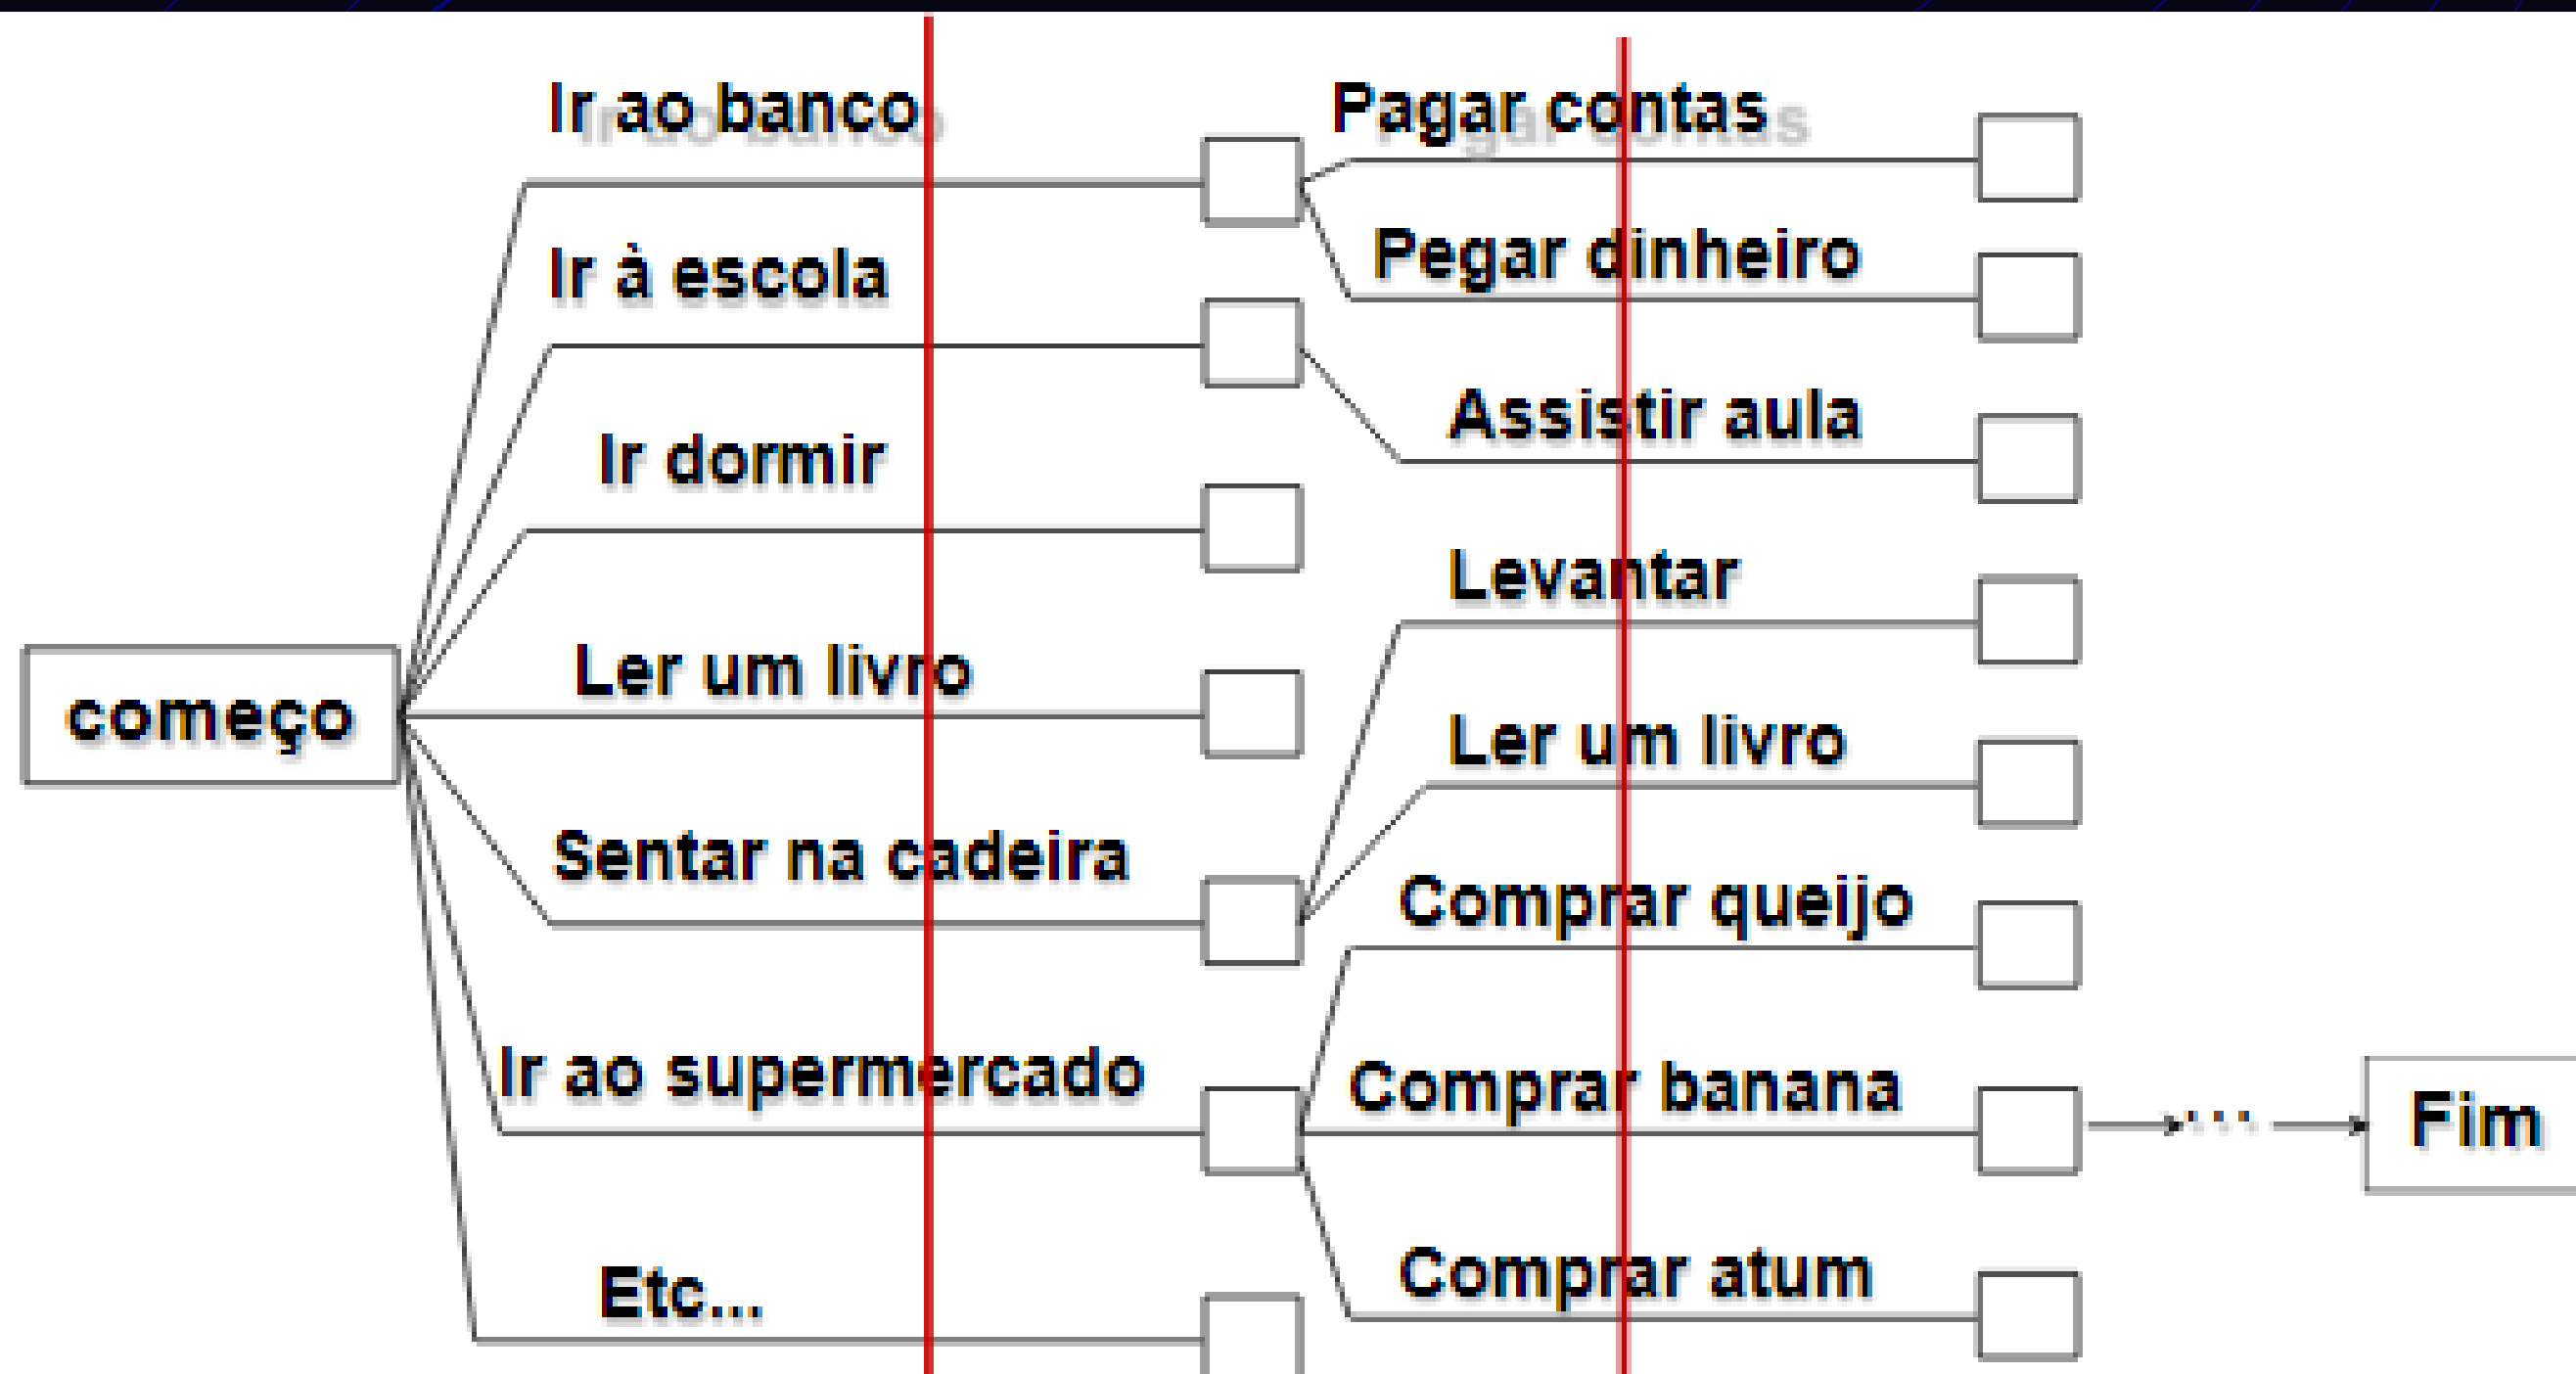 Ir ao banco
Ir à escola
Ir dormir
Ler um livro
Sentar na cadeira
Ir ao supermercado
Etc...
começo
Pagar contas
Pegar dinheiro
Assistir aula
Levantar
Ler um livro
Comprar queijo
Comprar banana
Comprar atum
...
Fim